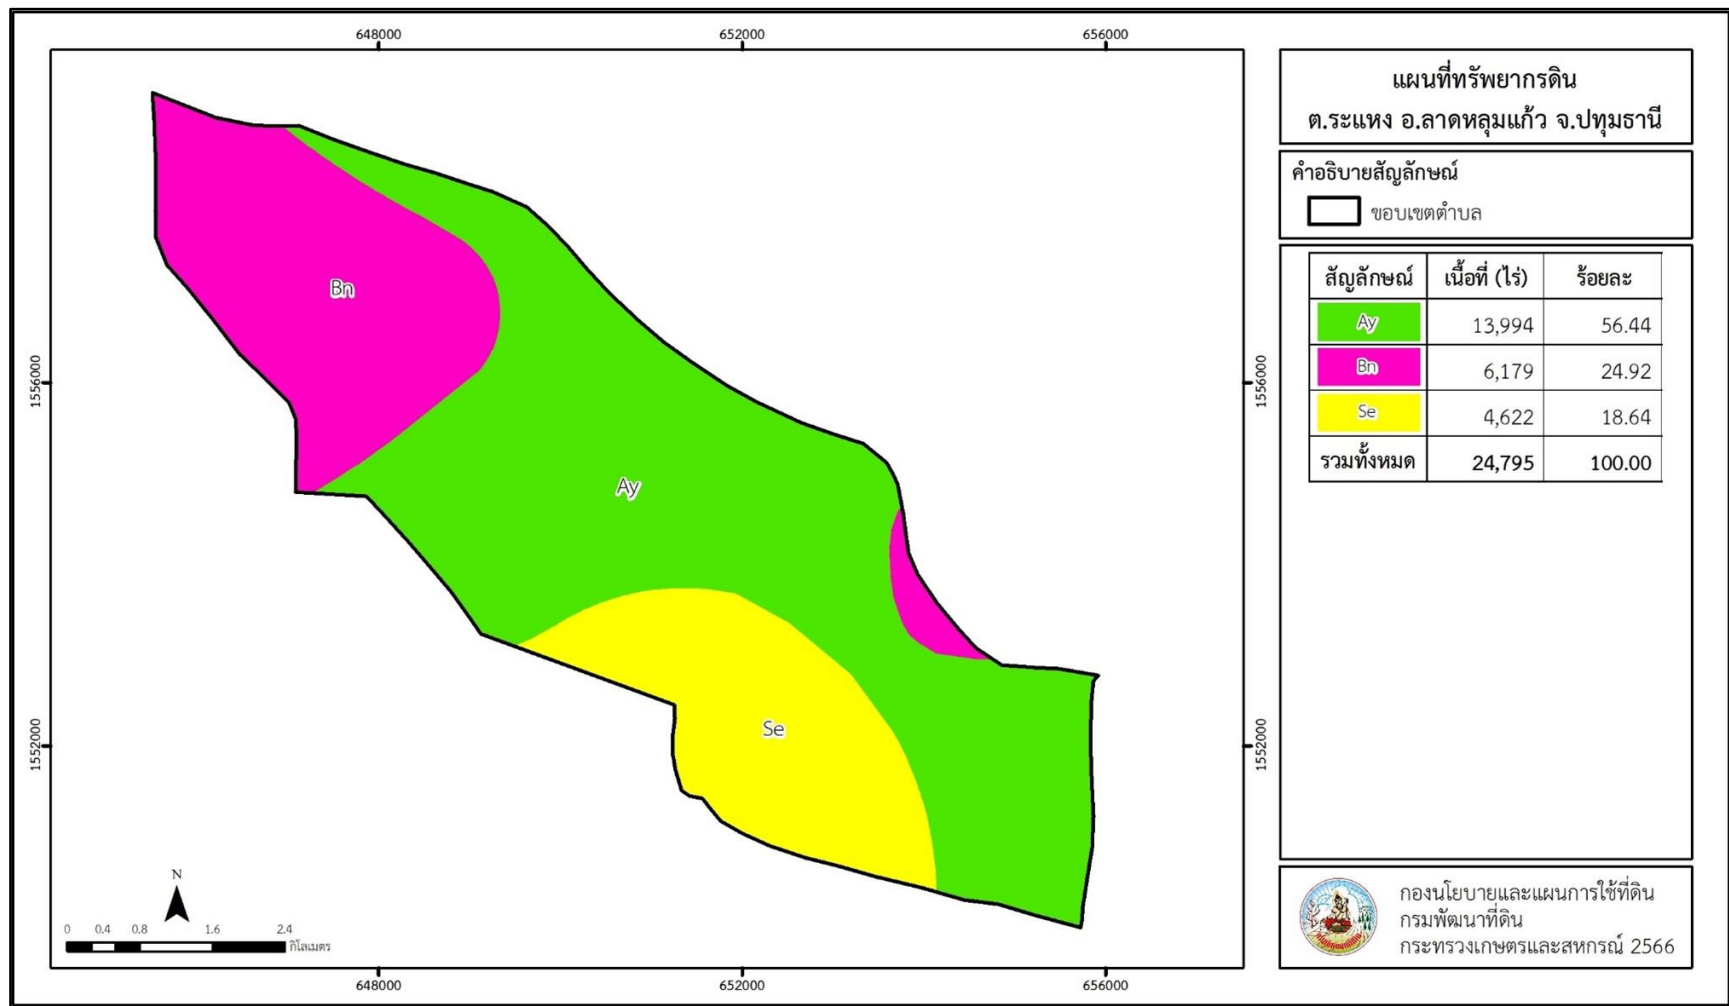 648000
652000
656000
แผนที่ทรัพยากรดิน
ต.ระแหง อ.ลาดหลุมแก้ว จ.ปทุมธานี
คำอธิบายสัญลักษณ์
ขอบเขตตำบล
สัญลักษณ์ เนื้อที่ (ไร่) ร้อยละ
Ay 13,994 56.44
Bn 6,179 24.92
Se 4,622 18.64
รวมทั้งหมด 24,795 100.00
Bn
1556000
1556000
Ay
Se
1552000
1552000
N
0 0.4 0.8 1.6 2.4
กิโลเมตร
648000
652000
656000
กองนโยบายและแผนการใช้ที่ดิน
กรมพัฒนาที่ดิน
กระทรวงเกษตรและสหกรณ์ 2566